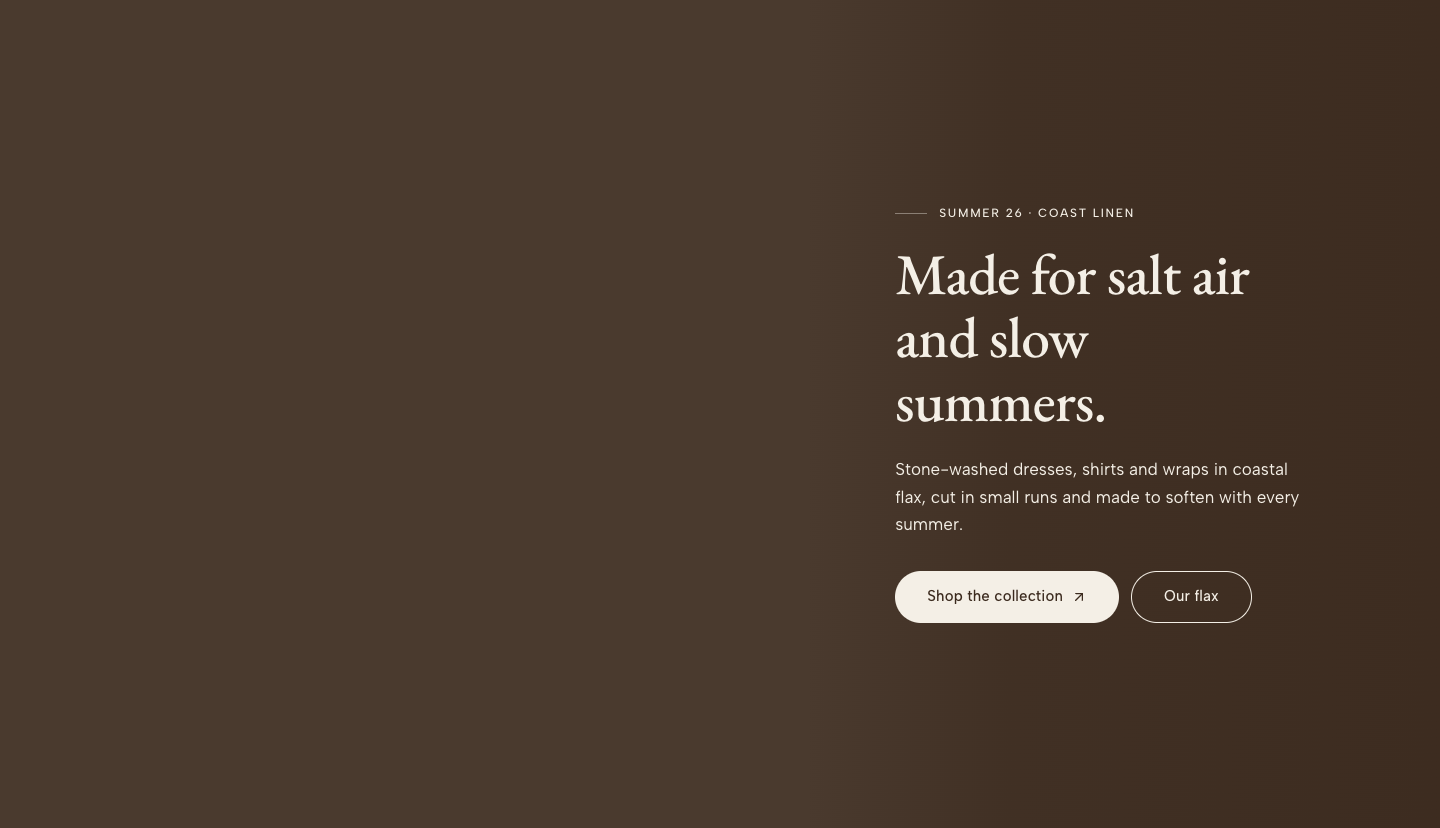 SUMMER 26 · COAST LINEN
Made for salt air
and slow
summers.
Stone-washed dresses, shirts and wraps in coastal
flax, cut in small runs and made to soften with every
summer.
Shop the collection
Our flax